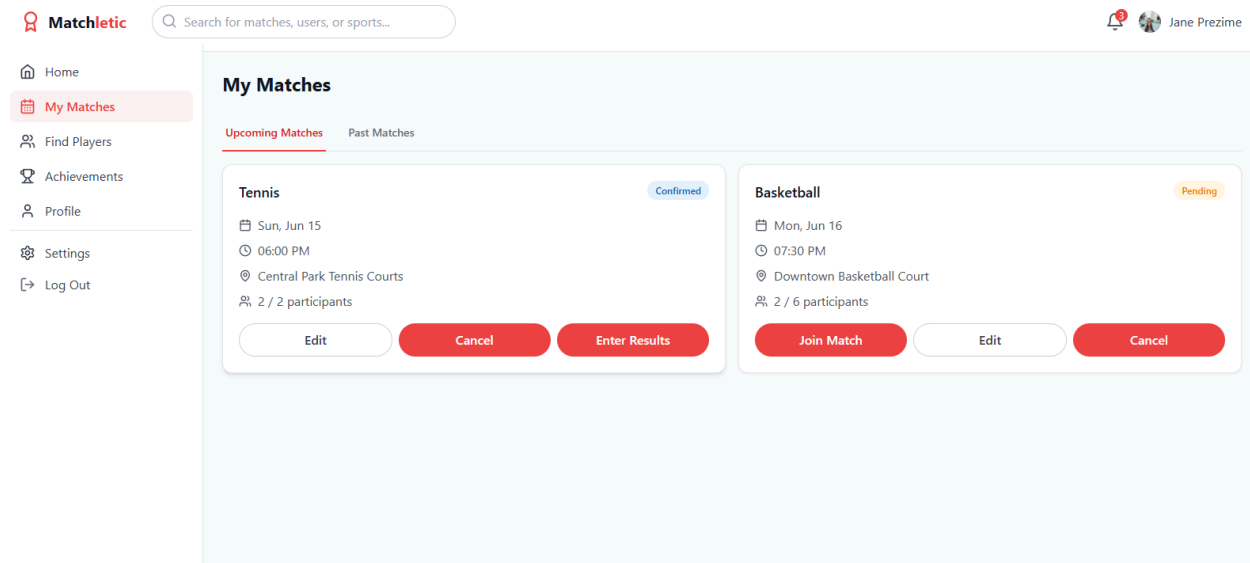 Matchletic
Search for matches, users, or sports...
3
Jane Prezime
Home
My Matches
Find Players
Achievements
Profile
Settings
Log Out
My Matches
Upcoming Matches
Past Matches
Tennis
Confirmed
Sun, Jun 15
06:00 PM
Central Park Tennis Courts
2 / 2 participants
Edit
Cancel
Enter Results
Basketball
Pending
Mon, Jun 16
07:30 PM
Downtown Basketball Court
2 / 6 participants
Join Match
Edit
Cancel